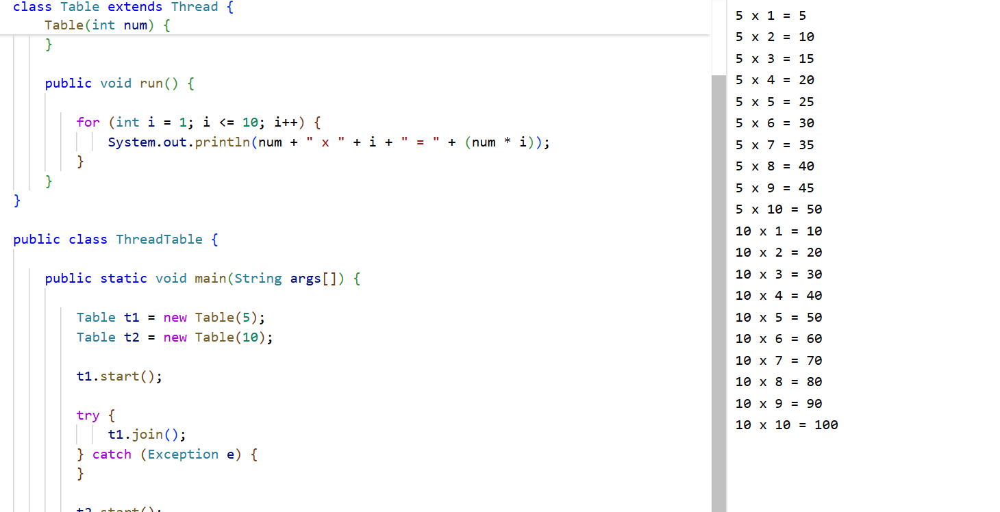 class Table extends Thread {
    Table(int num) {
    }

    public void run() {

        for (int i = 1; i <= 10; i++) {
            System.out.println(num + " x " + i + " = " + (num * i));
        }
    }
}

public class ThreadTable {

    public static void main(String args[]) {

        Table t1 = new Table(5);
        Table t2 = new Table(10);

        t1.start();

        try {
            t1.join();
        } catch (Exception e) {
        }

        t2.start();
5 x 1 = 5
5 x 2 = 10
5 x 3 = 15
5 x 4 = 20
5 x 5 = 25
5 x 6 = 30
5 x 7 = 35
5 x 8 = 40
5 x 9 = 45
5 x 10 = 50
10 x 1 = 10
10 x 2 = 20
10 x 3 = 30
10 x 4 = 40
10 x 5 = 50
10 x 6 = 60
10 x 7 = 70
10 x 8 = 80
10 x 9 = 90
10 x 10 = 100